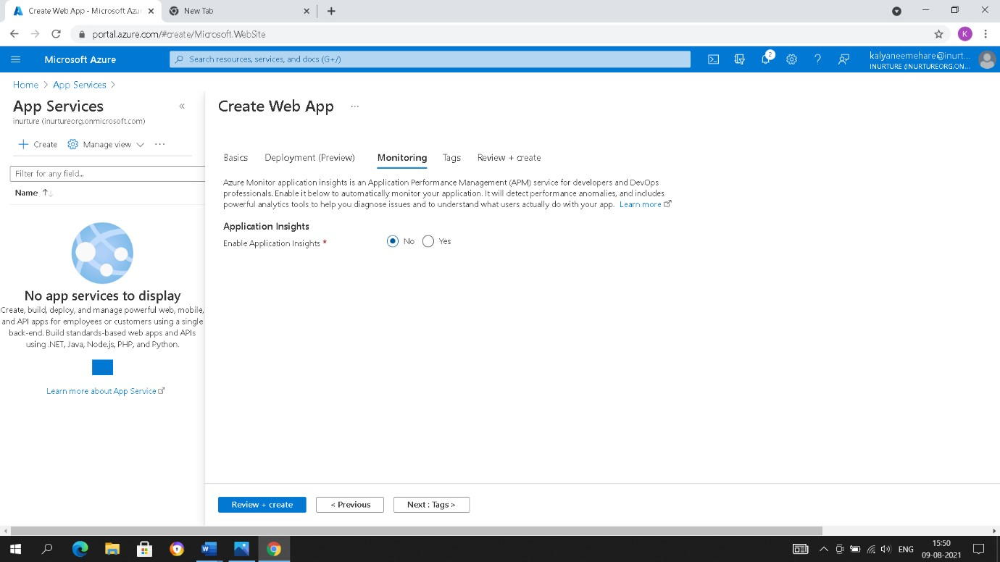 Create Web App - Microsoft Azu
New Tab
portal.azure.com/#create/Microsoft.WebSite
K
Microsoft Azure
Search resources, services, and docs (G+/)
2
kalyaneemehare@inurt...
INURTURE (INURTUREORG.ON...
Home > App Services >
App Services
inurture (inurtureorg.onmicrosoft.com)
Create
Manage view
Filter for any field...
Name
No app services to display
Create, build, deploy, and manage powerful web, mobile,
and API apps for employees or customers using a single
back-end. Build standards-based web apps and APIs
using .NET, Java, Node.js, PHP, and Python.
Learn more about App Service
Create Web App ...
Basics Deployment (Preview) Monitoring Tags Review + create
Azure Monitor application insights is an Application Performance Management (APM) service for developers and DevOps
professionals. Enable it below to automatically monitor your application. It will detect performance anomalies, and includes
powerful analytics tools to help you diagnose issues and to understand what users actually do with your app. Learn more
Application Insights
Enable Application Insights *
No Yes
Review + create
< Previous
Next : Tags >
ENG
15:50
09-08-2021